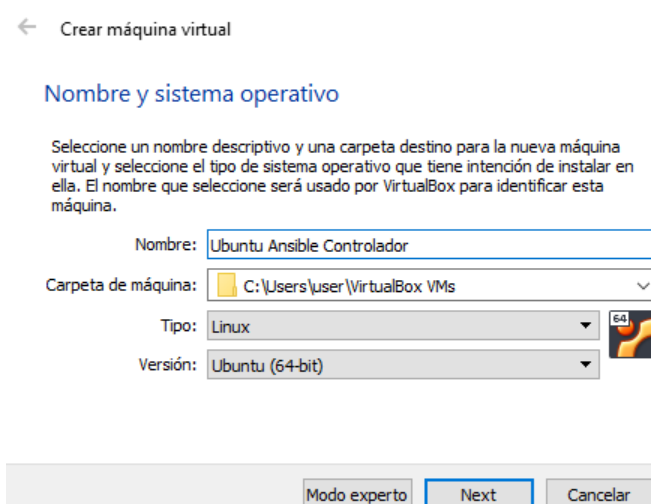 Crear máquina virtual
Nombre y sistema operativo
Seleccione un nombre descriptivo y una carpeta destino para la nueva máquina
virtual y seleccione el tipo de sistema operativo que tiene intención de instalar en
ella. El nombre que seleccione será usado por VirtualBox para identificar esta
máquina.
Nombre: Ubuntu Ansible Controlador
Carpeta de máquina: C:\Users\user\VirtualBox VMs
Tipo: Linux
64
Versión: Ubuntu (64-bit)
Modo experto Next Cancelar